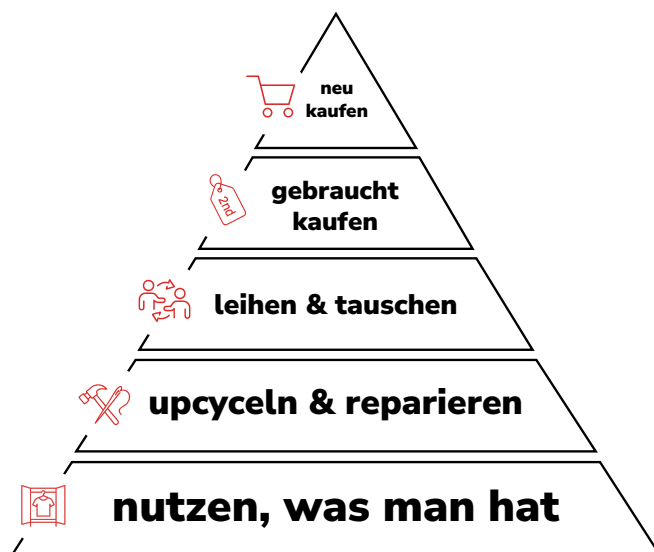 neu
kaufen
2nd
gebraucht
kaufen
leihen & tauschen
upcyceln & reparieren
nutzen, was man hat